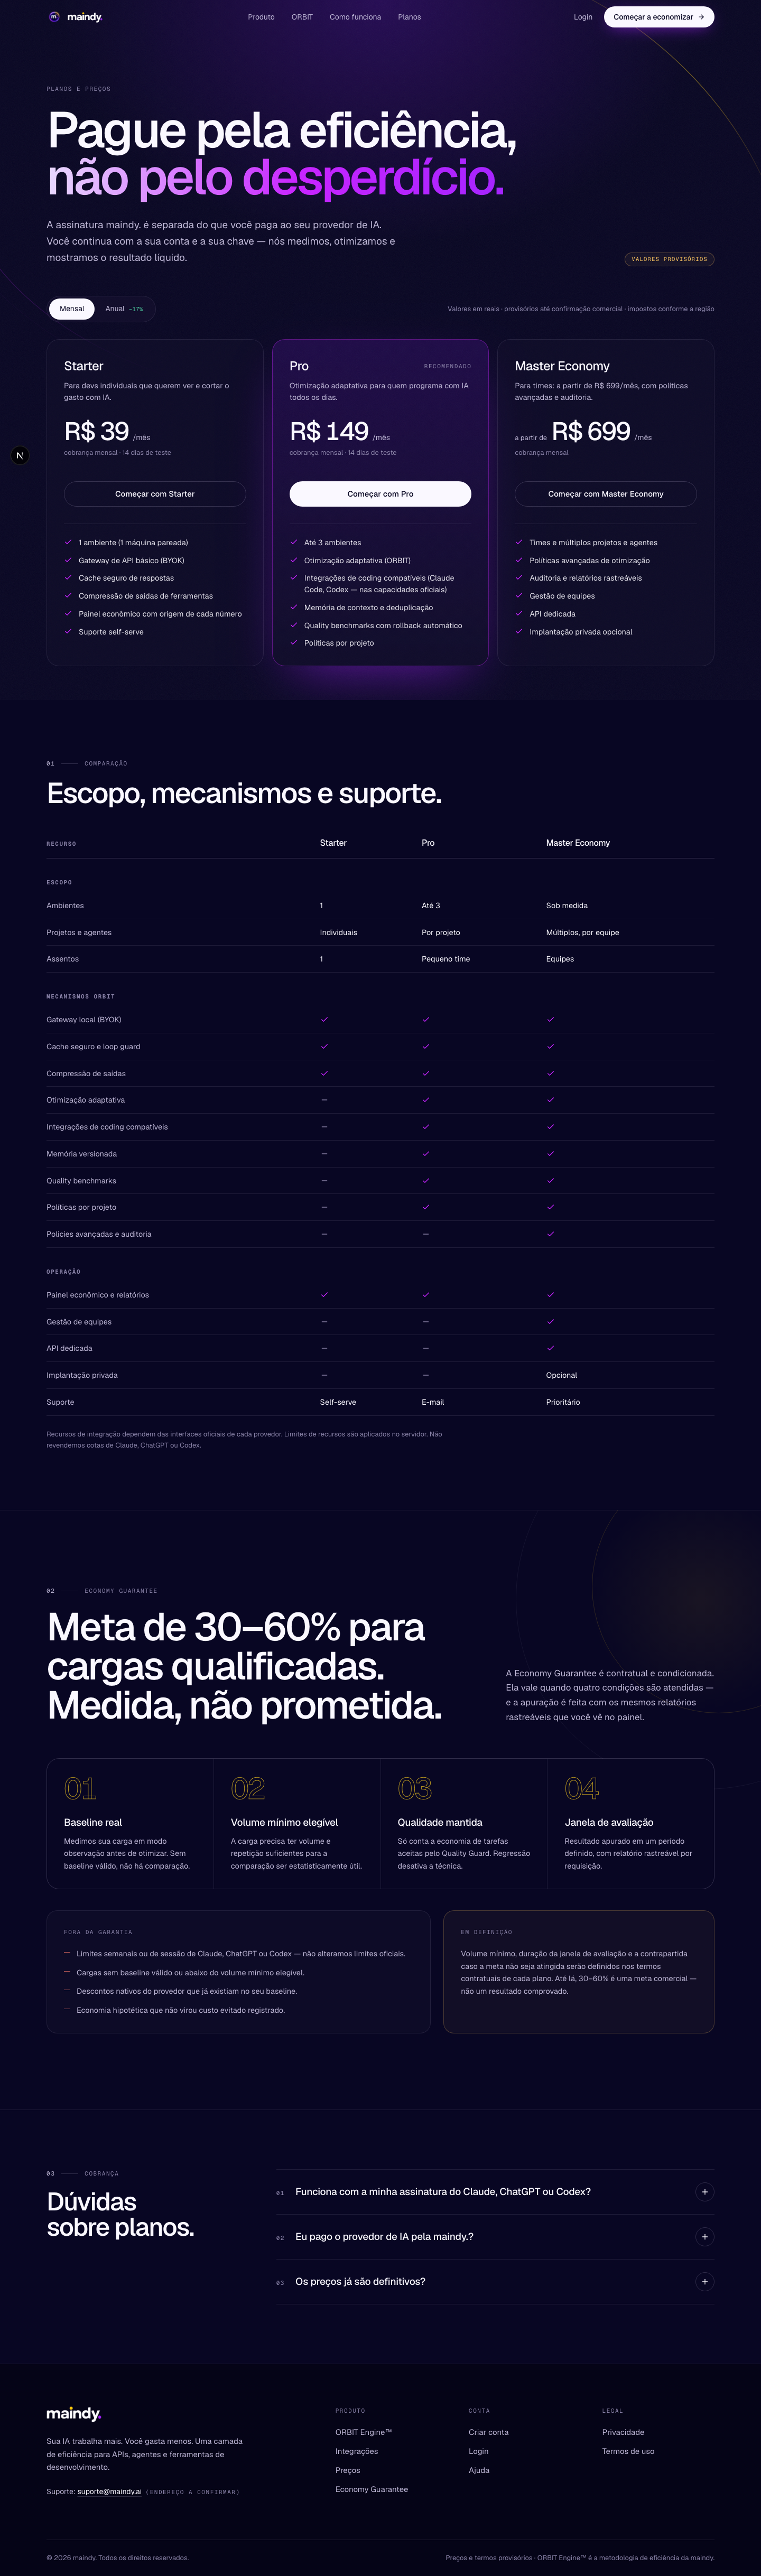 maindy.
Produto
ORBIT
Como funciona
Planos
Login
Começar a economizar →
PLANOS E PREÇOS
Pague pela eficiência,
não pelo desperdício.
A assinatura maindy. é separada do que você paga ao seu provedor de IA.
Você continua com a sua conta e a sua chave — nós medimos, otimizamos e
mostramos o resultado líquido.
VALORES PROVISÓRIOS
Mensal
Anual -17%
Valores em reais · provisórios até confirmação comercial · impostos conforme a região
Starter
Para devs individuais que querem ver e cortar o
gasto com IA.
R$ 39 /mês
cobrança mensal · 14 dias de teste
Começar com Starter
1 ambiente (1 máquina pareada)
Gateway de API básico (BYOK)
Cache seguro de respostas
Compressão de saídas de ferramentas
Painel econômico com origem de cada número
Suporte self-serve
Pro
RECOMENDADO
Otimização adaptativa para quem programa com IA
todos os dias.
R$ 149 /mês
cobrança mensal · 14 dias de teste
Começar com Pro
Até 3 ambientes
Otimização adaptativa (ORBIT)
Integrações de coding compatíveis (Claude
Code, Codex — nas capacidades oficiais)
Memória de contexto e deduplicação
Quality benchmarks com rollback automático
Políticas por projeto
Master Economy
Para times: a partir de R$ 699/mês, com políticas
avançadas e auditoria.
a partir de R$ 699 /mês
cobrança mensal
Começar com Master Economy
Times e múltiplos projetos e agentes
Políticas avançadas de otimização
Auditoria e relatórios rastreáveis
Gestão de equipes
API dedicada
Implantação privada opcional
N
01 COMPARAÇÃO
Escopo, mecanismos e suporte.
RECURSO Starter Pro Master Economy
ESCOPO
Ambientes 1 Até 3 Sob medida
Projetos e agentes Individuais Por projeto Múltiplos, por equipe
Assentos 1 Pequeno time Equipes
MECANISMOS ORBIT
Gateway local (BYOK)
Cache seguro e loop guard
Compressão de saídas
Otimização adaptativa —
Integrações de coding compatíveis —
Memória versionada —
Quality benchmarks —
Políticas por projeto —
Policies avançadas e auditoria — —
OPERAÇÃO
Painel econômico e relatórios
Gestão de equipes — —
API dedicada — —
Implantação privada — — Opcional
Suporte Self-serve E-mail Prioritário
Recursos de integração dependem das interfaces oficiais de cada provedor. Limites de recursos são aplicados no servidor. Não
revendemos cotas de Claude, ChatGPT ou Codex.
02 ECONOMY GUARANTEE
Meta de 30–60% para
cargas qualificadas.
Medida, não prometida.
A Economy Guarantee é contratual e condicionada.
Ela vale quando quatro condições são atendidas —
e a apuração é feita com os mesmos relatórios
rastreáveis que você vê no painel.
01
Baseline real
Medimos sua carga em modo
observação antes de otimizar. Sem
baseline válido, não há comparação.
02
Volume mínimo elegível
A carga precisa ter volume e
repetição suficientes para a
comparação ser estatisticamente útil.
03
Qualidade mantida
Só conta a economia de tarefas
aceitas pelo Quality Guard. Regressão
desativa a técnica.
04
Janela de avaliação
Resultado apurado em um período
definido, com relatório rastreável por
requisição.
FORA DA GARANTIA
— Limites semanais ou de sessão de Claude, ChatGPT ou Codex — não alteramos limites oficiais.
— Cargas sem baseline válido ou abaixo do volume mínimo elegível.
— Descontos nativos do provedor que já existiam no seu baseline.
— Economia hipotética que não virou custo evitado registrado.
EM DEFINIÇÃO
Volume mínimo, duração da janela de avaliação e a contrapartida
caso a meta não seja atingida serão definidos nos termos
contratuais de cada plano. Até lá, 30–60% é uma meta comercial —
não um resultado comprovado.
03 COBRANÇA
Dúvidas
sobre planos.
01 Funciona com a minha assinatura do Claude, ChatGPT ou Codex? +
02 Eu pago o provedor de IA pela maindy.? +
03 Os preços já são definitivos? +
maindy.
Sua IA trabalha mais. Você gasta menos. Uma camada
de eficiência para APIs, agentes e ferramentas de
desenvolvimento.
Suporte: suporte@maindy.ai (ENDEREÇO A CONFIRMAR)
PRODUTO
ORBIT Engine™
Integrações
Preços
Economy Guarantee
CONTA
Criar conta
Login
Ajuda
LEGAL
Privacidade
Termos de uso
© 2026 maindy. Todos os direitos reservados.
Preços e termos provisórios · ORBIT Engine™ é a metodologia de eficiência da maindy.